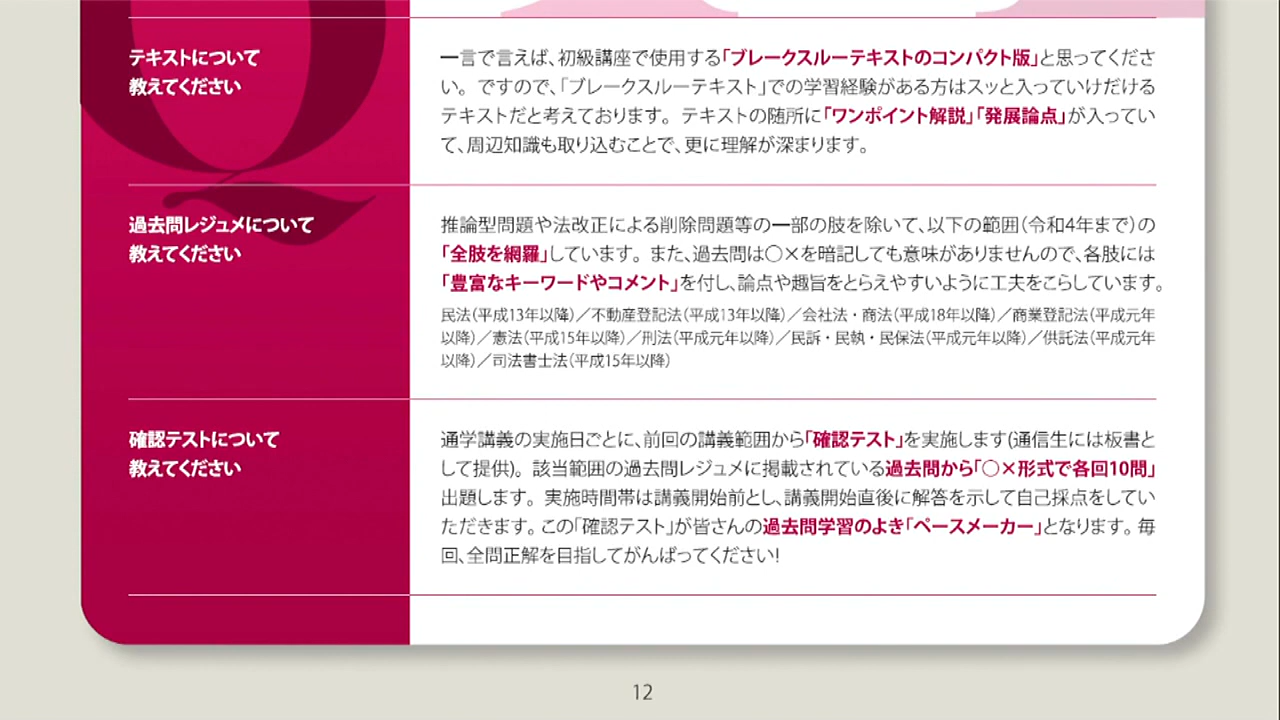 テキストについて
教えてください
一言で言えば、初級講座で使用する「ブレークスルーテキストのコンパクト版」と思ってくださ
い。ですので、「ブレークスルーテキスト」での学習経験がある方はスッと入っていけだける
テキストだと考えております。テキストの随所に「ワンポイント解説」「発展論点」が入ってい
て、周辺知識も取り込むことで、更に理解が深まります。
過去問レジュメについて
教えてください
推論型問題や法改正による削除問題等の一部の肢を除いて、以下の範囲(令和4年まで)の
「全肢を網羅」しています。また、過去問は○×を暗記しても意味がありませんので、各肢には
「豊富なキーワードやコメント」を付し、論点や趣旨をとらえやすいように工夫をこらしています。
民法(平成13年以降)／不動産登記法(平成13年以降)／会社法・商法(平成18年以降)／商業登記法(平成元年
以降)／憲法(平成15年以降)／刑法(平成元年以降)／民訴・民執・民保法(平成元年以降)／供託法(平成元年
以降)／司法書士法(平成15年以降)
確認テストについて
教えてください
通学講義の実施日ごとに、前回の講義範囲から「確認テスト」を実施します(通信生には板書と
して提供)。該当範囲の過去問レジュメに掲載されている過去問から「○×形式で各回10問」
出題します。実施時間帯は講義開始前とし、講義開始直後に解答を示して自己採点をしてい
ただきます。この「確認テスト」が皆さんの過去問学習のよき「ペースメーカー」となります。毎
回、全問正解を目指してがんばってください!
12